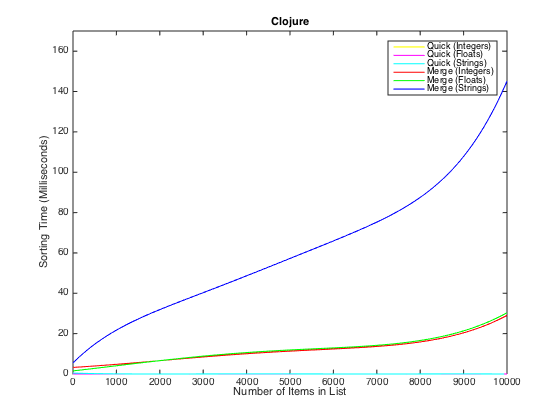 Clojure
Sorting Time (Milliseconds)
160
140
120
100
80
60
40
20
0
Quick (Integers)
Quick (Floats)
Quick (Strings)
Merge (Integers)
Merge (Floats)
Merge (Strings)
0 1000 2000 3000 4000 5000 6000 7000 8000 9000 10000
Number of Items in List